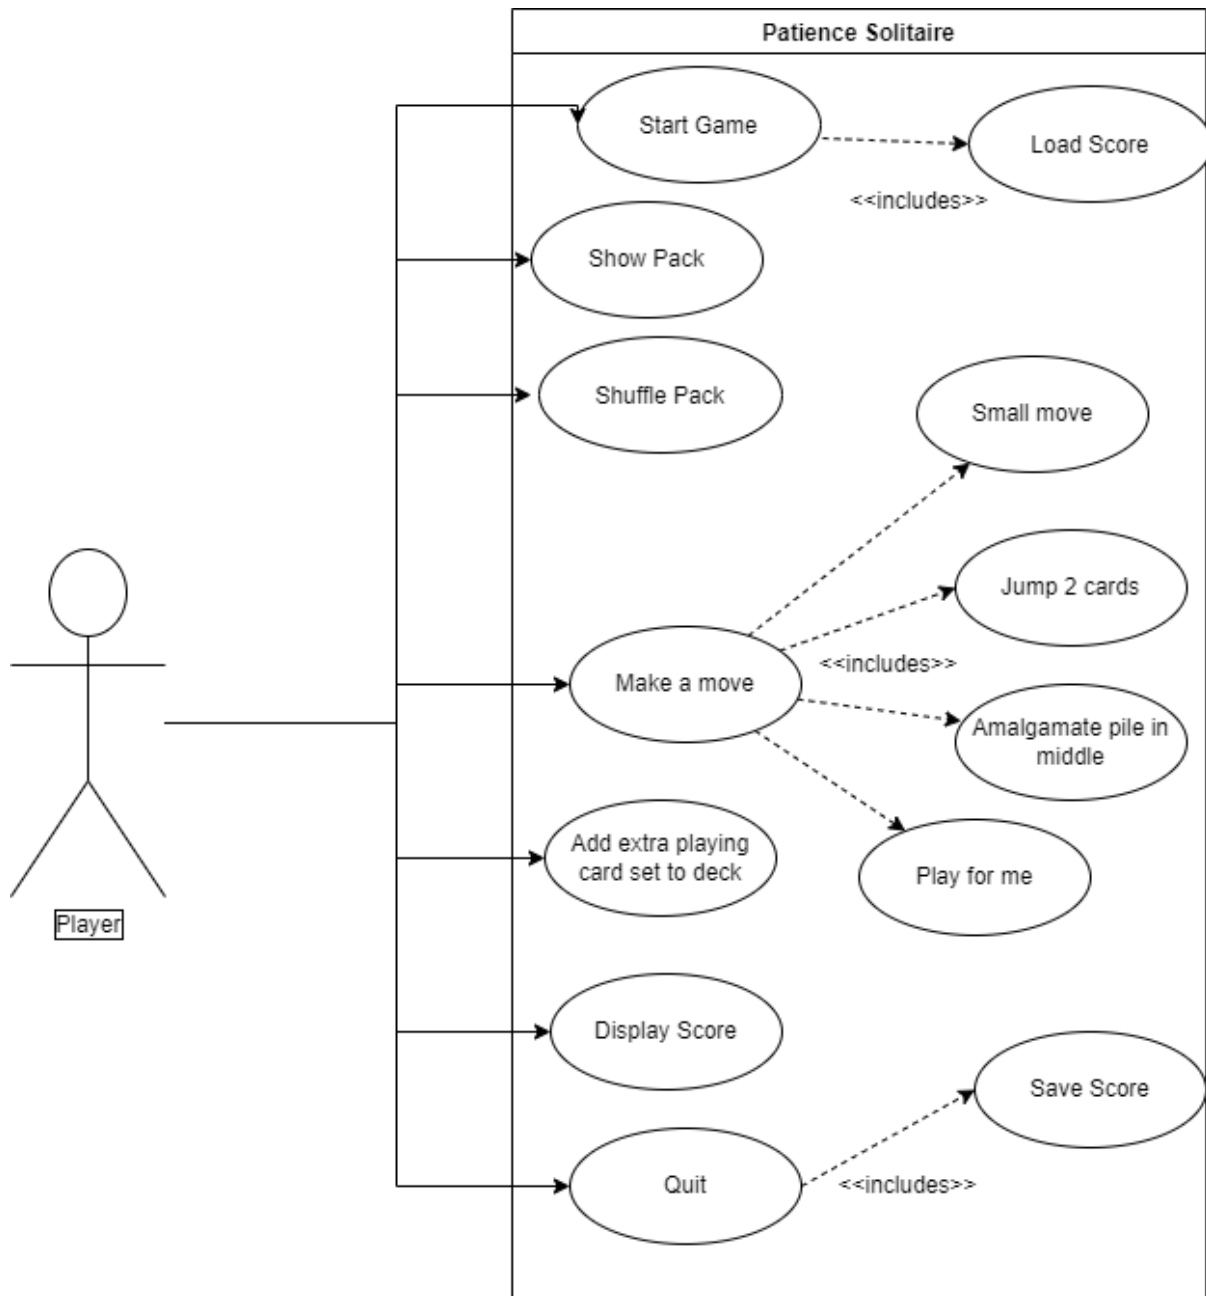 Patience Solitaire
Start Game
Load Score
<<includes>>
Show Pack
Shuffle Pack
Small move
Jump 2 cards
<<includes>>
Make a move
Amalgamate pile in
middle
Add extra playing
card set to deck
Play for me
Player
Display Score
Save Score
Quit
<<includes>>